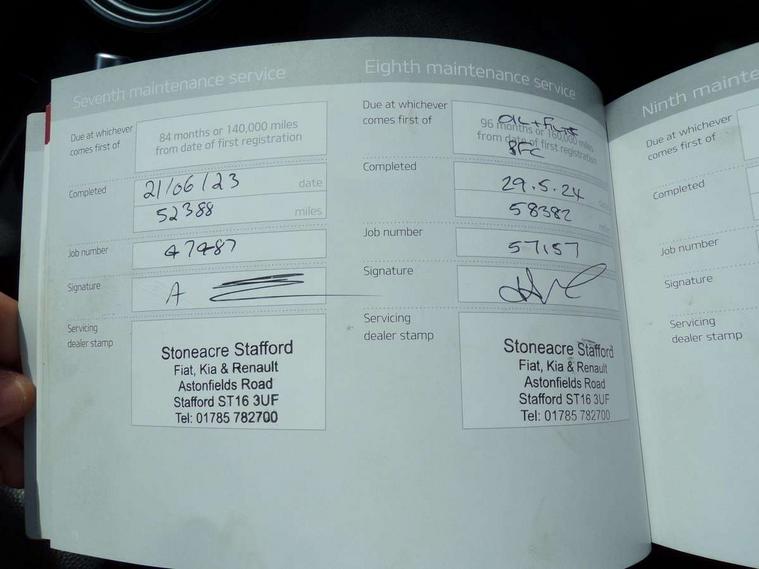 Seventh maintenance service
Due at whichever
comes first of
84 months or 140,000 miles
from date of first registration
Completed
21/06/23 date
52388 miles
Job number
47487
Signature
A
Servicing
dealer stamp
Stoneacre Stafford
Fiat, Kia & Renault
Astonfields Road
Stafford ST16 3UF
Tel: 01785 782700
Eighth maintenance service
Due at whichever
comes first of
OIL + FILTE
96 months or 160,000 miles
from date of first registration
Completed
29.5.24
58382
Job number
57157
Signature
Servicing
dealer stamp
Stoneacre Stafford
Fiat, Kia & Renault
Astonfields Road
Stafford ST16 3UF
Tel: 01785 782700
Ninth mainte
Due at whichever
comes first of
Completed
Job number
Signature
Servicing
dealer stamp